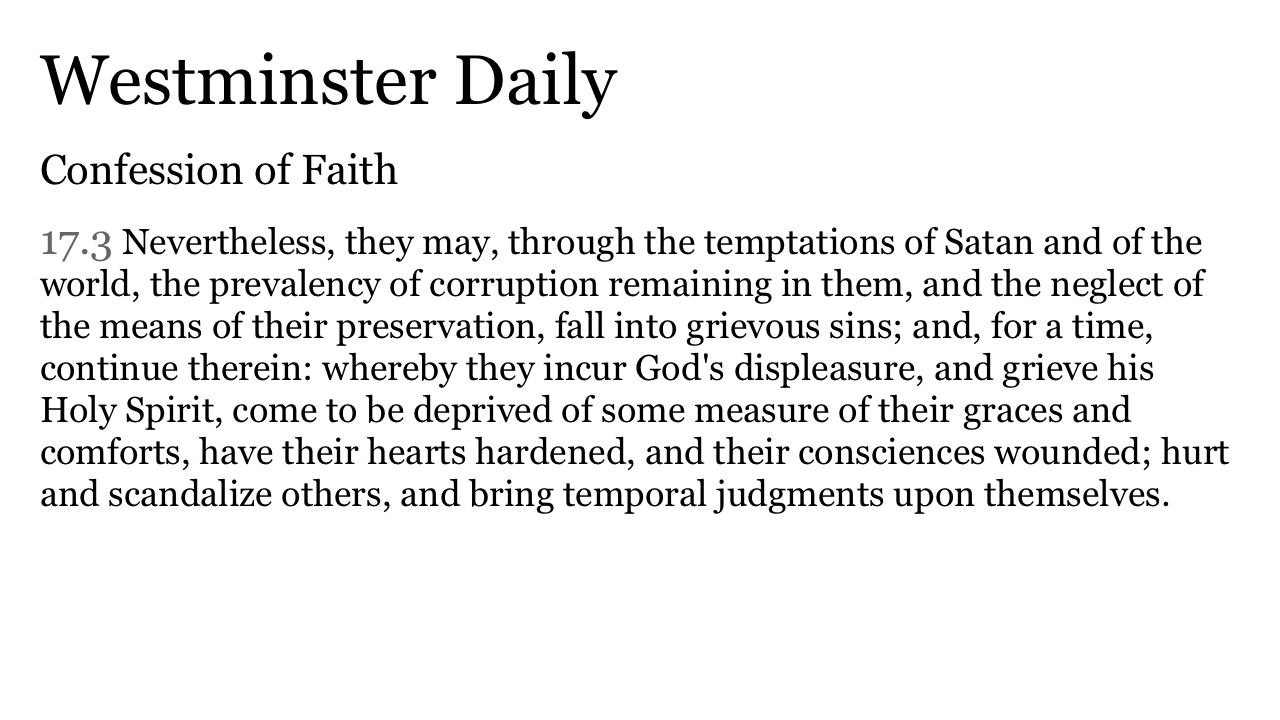 Westminster Daily
Confession of Faith
17.3 Nevertheless, they may, through the temptations of Satan and of the
world, the prevalency of corruption remaining in them, and the neglect of
the means of their preservation, fall into grievous sins; and, for a time,
continue therein: whereby they incur God's displeasure, and grieve his
Holy Spirit, come to be deprived of some measure of their graces and
comforts, have their hearts hardened, and their consciences wounded; hurt
and scandalize others, and bring temporal judgments upon themselves.